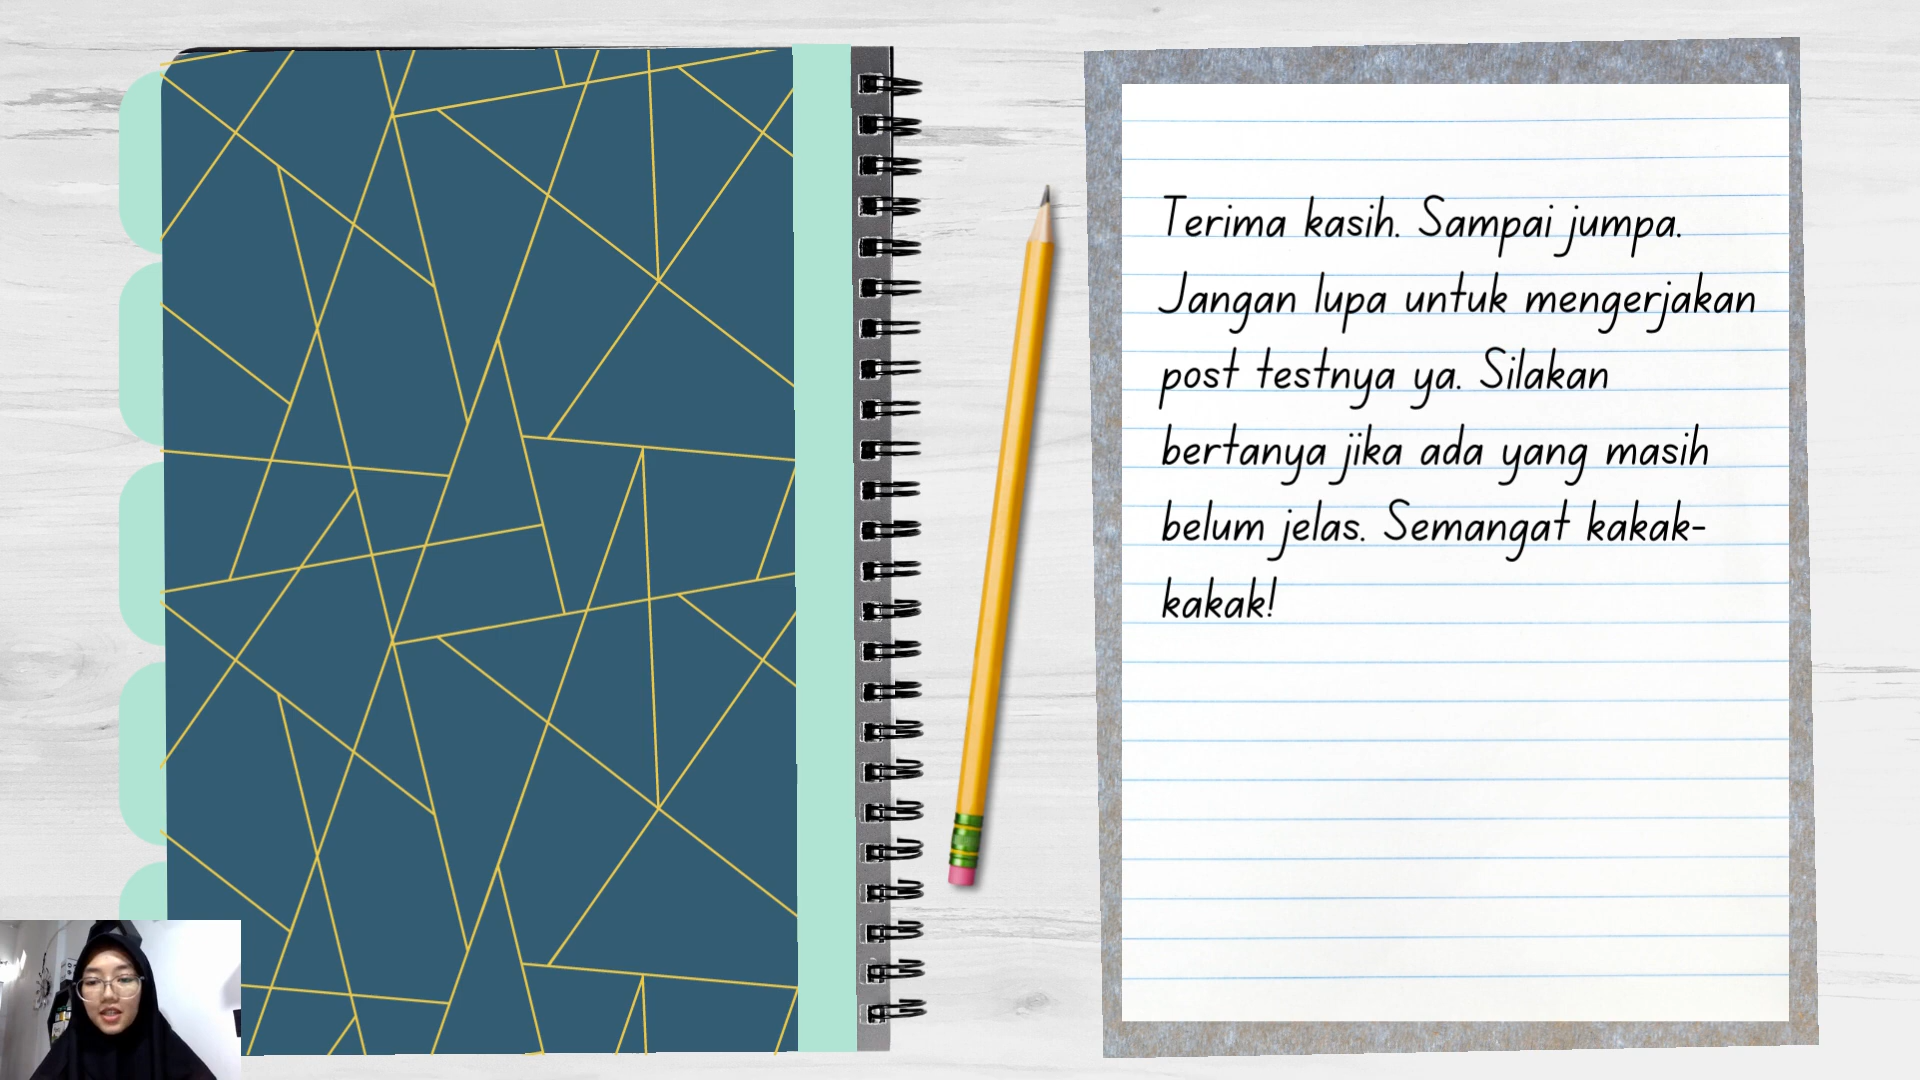 Terima kasih. Sampai jumpa.
Jangan lupa untuk mengerjakan
post testnya ya. Silakan
bertanya jika ada yang masih
belum jelas. Semangat kakak-
kakak!